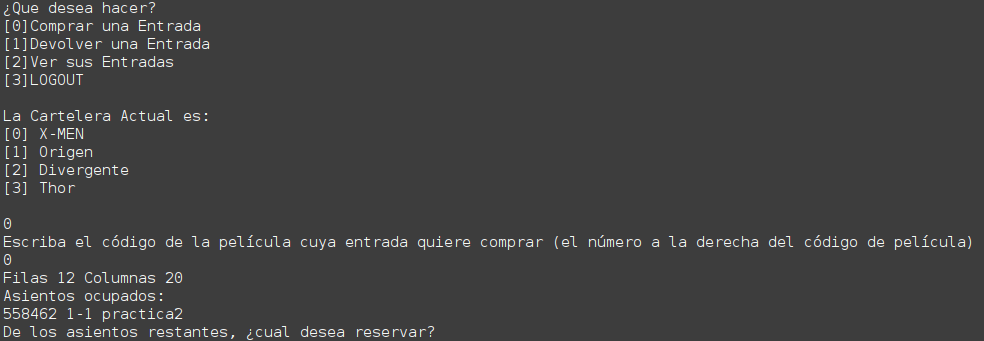 ¿Que desea hacer?
[0]Comprar una Entrada
[1]Devolver una Entrada
[2]Ver sus Entradas
[3]LOGOUT
La Cartelera Actual es:
[0] X-MEN
[1] Origen
[2] Divergente
[3] Thor
0
Escriba el código de la película cuya entrada quiere comprar (el número a la derecha del código de película)
0
Filas 12 Columnas 20
Asientos ocupados:
558462 1-1 practica2
De los asientos restantes, ¿cual desea reservar?